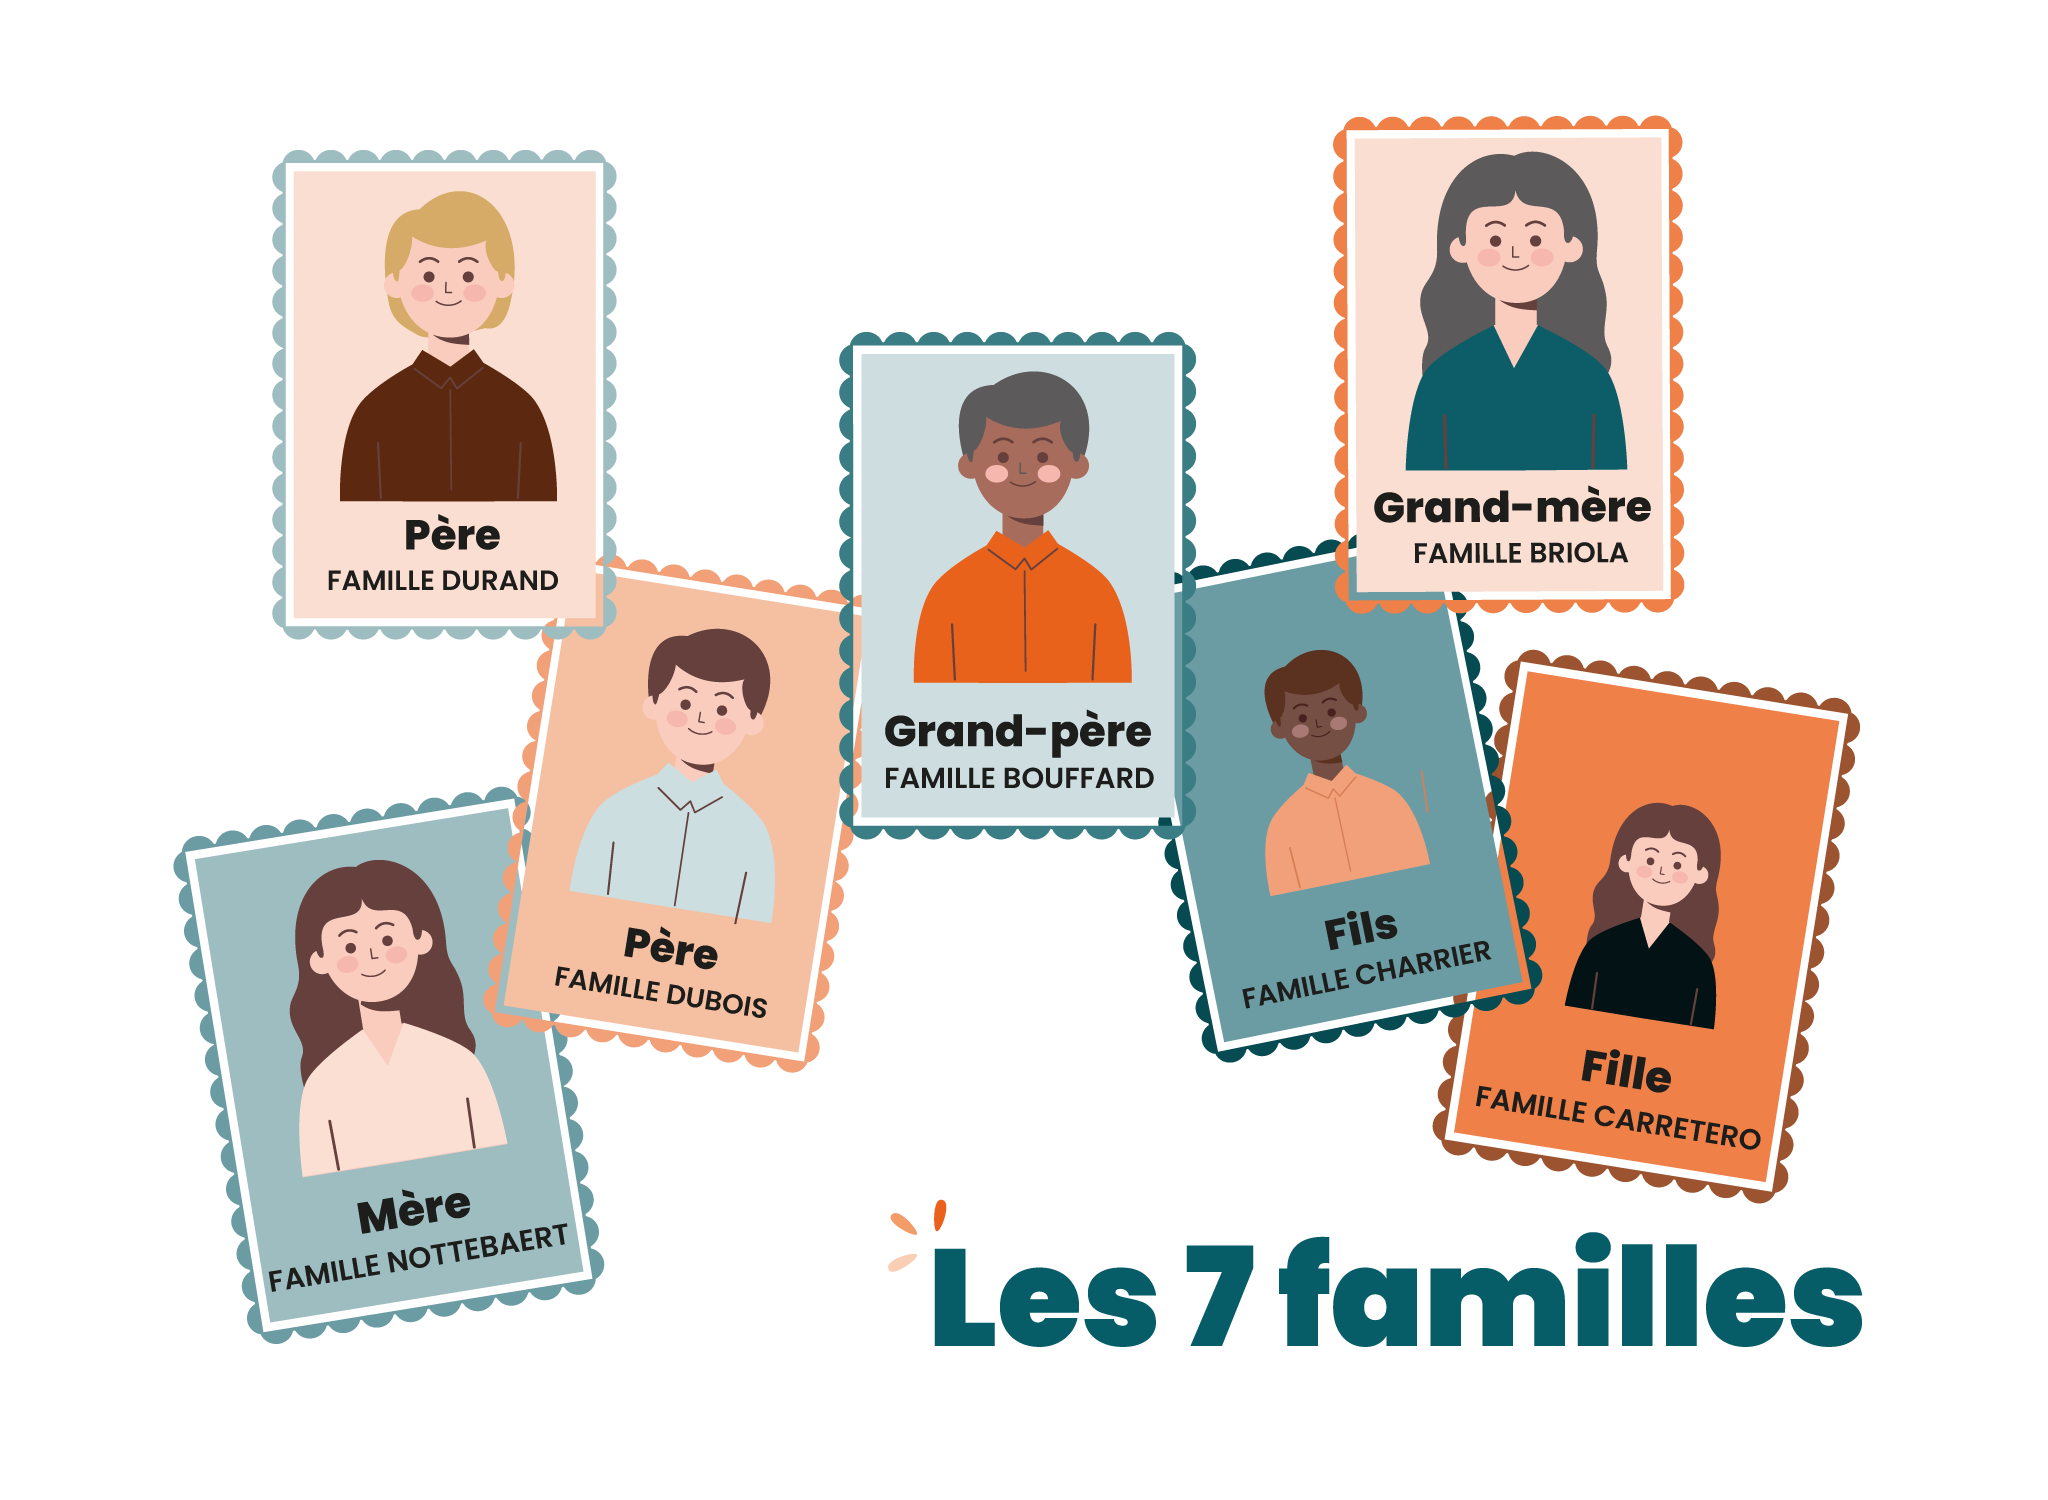 Père
FAMILLE DURAND
Grand-mère
FAMILLE BRIOLA
Grand-père
FAMILLE BOUFFARD
Père
FAMILLE DUBOIS
Fils
FAMILLE CHARRIER
Fille
FAMILLE CARRETERO
Mère
FAMILLE NOTTEBAERT
Les 7 familles